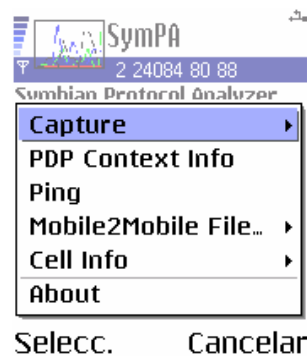 SymPA
2 24084 80 88
Symbian Protocol Analyzer
Capture
PDP Context Info
Ping
Mobile2Mobile File…
Cell Info
About
Selecc. Cancelar